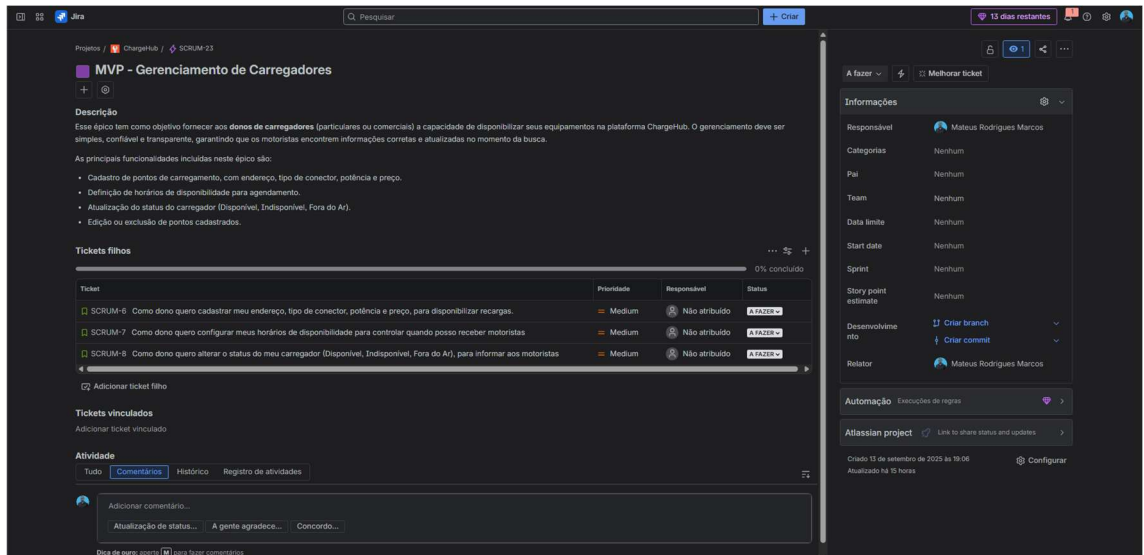 Jira
Pesquisar
+ Criar
13 dias restantes
1
Projetos / ChargeHub / SCRUM-23
MVP - Gerenciamento de Carregadores
Descrição
Esse épico tem como objetivo fornecer aos donos de carregadores (particulares ou comerciais) a capacidade de disponibilizar seus equipamentos na plataforma ChargeHub. O gerenciamento deve ser
simples, confiável e transparente, garantindo que os motoristas encontrem informações corretas e atualizadas no momento da busca.
As principais funcionalidades incluídas neste épico são:
• Cadastro de pontos de carregamento, com endereço, tipo de conector, potência e preço.
• Definição de horários de disponibilidade para agendamento.
• Atualização do status do carregador (Disponível, Indisponível, Fora do Ar).
• Edição ou exclusão de pontos cadastrados.
Tickets filhos
0% concluído
Ticket Prioridade Responsável Status
SCRUM-6 Como dono quero cadastrar meu endereço, tipo de conector, potência e preço, para disponibilizar recargas. Medium Não atribuído A FAZER
SCRUM-7 Como dono quero configurar meus horários de disponibilidade para controlar quando posso receber motoristas Medium Não atribuído A FAZER
SCRUM-8 Como dono quero alterar o status do meu carregador (Disponível, Indisponível, Fora do Ar), para informar aos motoristas Medium Não atribuído A FAZER
Adicionar ticket filho
Tickets vinculados
Adicionar ticket vinculado
Atividade
Tudo Comentários Histórico Registro de atividades
Adicionar comentário...
Atualização de status... A gente agradece... Concordo...
Dica de ouro: aperte M para fazer comentários
1
A fazer Melhorar ticket
Informações
Responsável Mateus Rodrigues Marcos
Categorias Nenhum
Pai Nenhum
Team Nenhum
Data limite Nenhum
Start date Nenhum
Sprint Nenhum
Story point
estimate Nenhum
Desenvolvime
nto
Criar branch
Criar commit
Relator Mateus Rodrigues Marcos
Automação Execuções de regras
Atlassian project Link to share status and updates
Criado 13 de setembro de 2025 às 19:06
Atualizado há 15 horas
Configurar